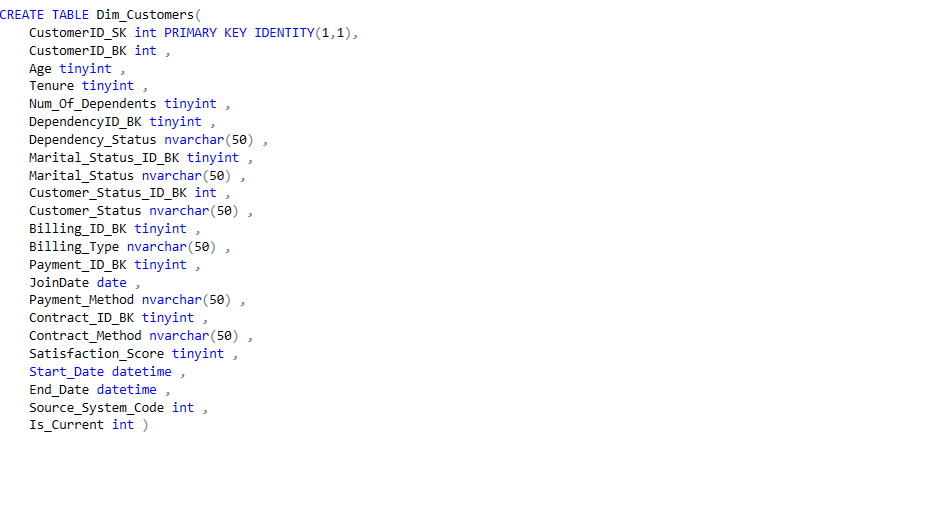 CREATE TABLE Dim_Customers(
CustomerID_SK int PRIMARY KEY IDENTITY(1,1),
CustomerID_BK int ,
Age tinyint ,
Tenure tinyint ,
Num_Of_Dependents tinyint ,
DependencyID_BK tinyint ,
Dependency_Status nvarchar(50) ,
Marital_Status_ID_BK tinyint ,
Marital_Status nvarchar(50) ,
Customer_Status_ID_BK int ,
Customer_Status nvarchar(50) ,
Billing_ID_BK tinyint ,
Billing_Type nvarchar(50) ,
Payment_ID_BK tinyint ,
JoinDate date ,
Payment_Method nvarchar(50) ,
Contract_ID_BK tinyint ,
Contract_Method nvarchar(50) ,
Satisfaction_Score tinyint ,
Start_Date datetime ,
End_Date datetime ,
Source_System_Code int ,
Is_Current int )